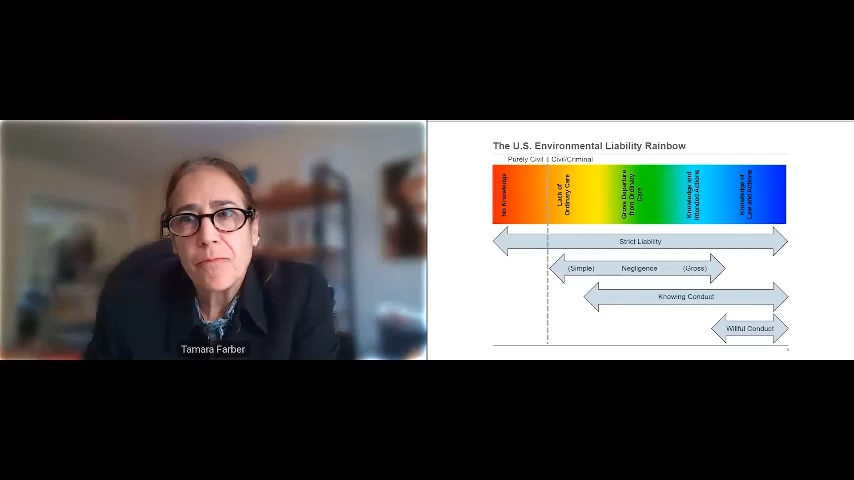 Tamara Farber
The U.S. Environmental Liability Rainbow
Purely Civil
Civil/Criminal
No Knowledge
Lack of
Ordinary Care
Gross Departure
from Ordinary
Care
Knowledge and
Intended Actions
Knowledge of
Law and Actions
Strict Liability
(Simple) Negligence (Gross)
Knowing Conduct
Willful Conduct